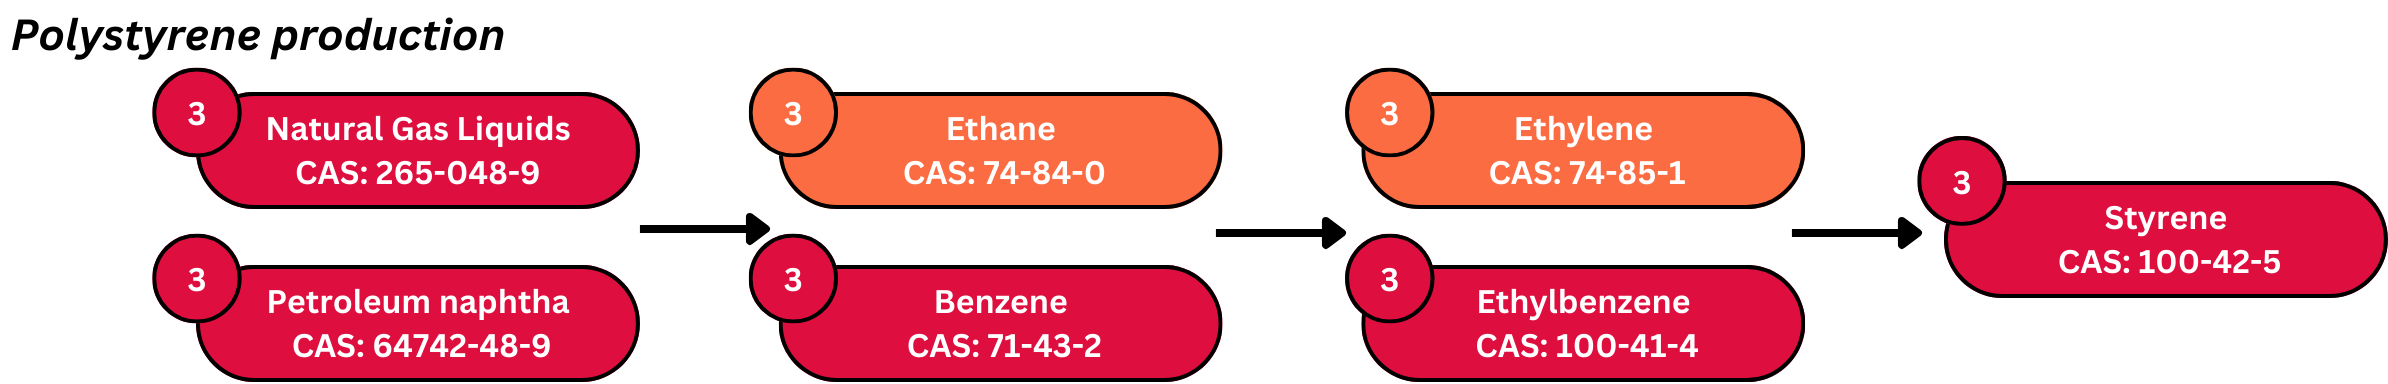 Polystyrene production
3
Natural Gas Liquids
CAS: 265-048-9
3
Petroleum naphtha
CAS: 64742-48-9
3
Ethane
CAS: 74-84-0
3
Benzene
CAS: 71-43-2
3
Ethylene
CAS: 74-85-1
3
Ethylbenzene
CAS: 100-41-4
3
Styrene
CAS: 100-42-5